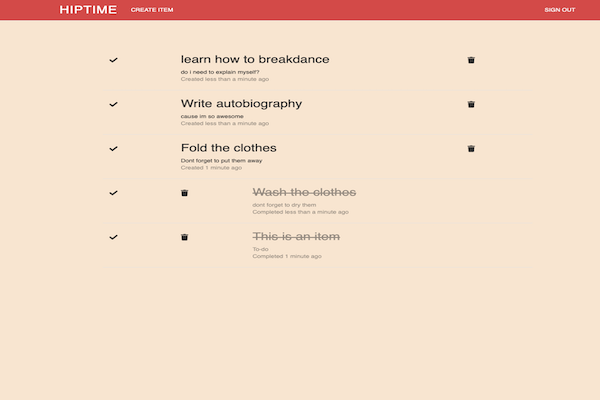 HIPTIME CREATE ITEM SIGN OUT
learn how to breakdance
do i need to explain myself?
Created less than a minute ago
Write autobiography
cause im so awesome
Created less than a minute ago
Fold the clothes
Dont forget to put them away
Created 1 minute ago
Wash the clothes
dont forget to dry them
Completed less than a minute ago
This is an item
To-do
Completed 1 minute ago